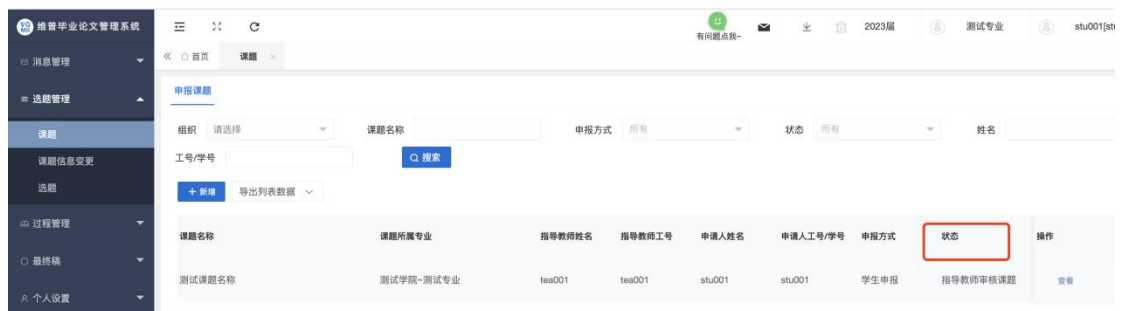 维普毕业论文管理系统
有问题点我~
2023届
测试专业
stu001[stu
消息管理
首页
课题
选题管理
申报课题
课题
组织 请选择
课题名称
申报方式 所有
状态 所有
姓名
课题信息变更
工号/学号
搜索
选题
+ 新增
导出列表数据
过程管理
课题名称 课题所属专业 指导教师姓名 指导教师工号 申请人姓名 申请人工号/学号 申报方式 状态 操作
最终稿
测试课题名称 测试学院~测试专业 tea001 tea001 stu001 stu001 学生申报 指导教师审核课题 查看
个人设置